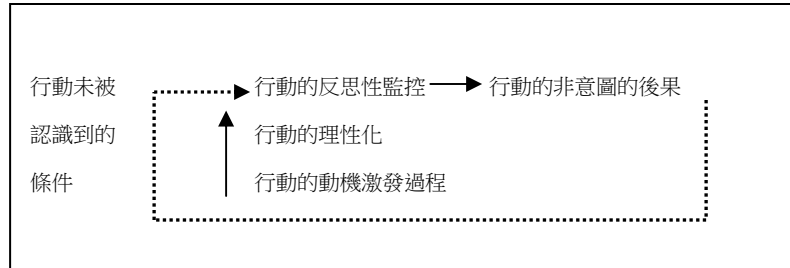 行動未被
認識到的
條件
行動的反思性監控
行動的理性化
行動的動機激發過程
行動的非意圖的後果